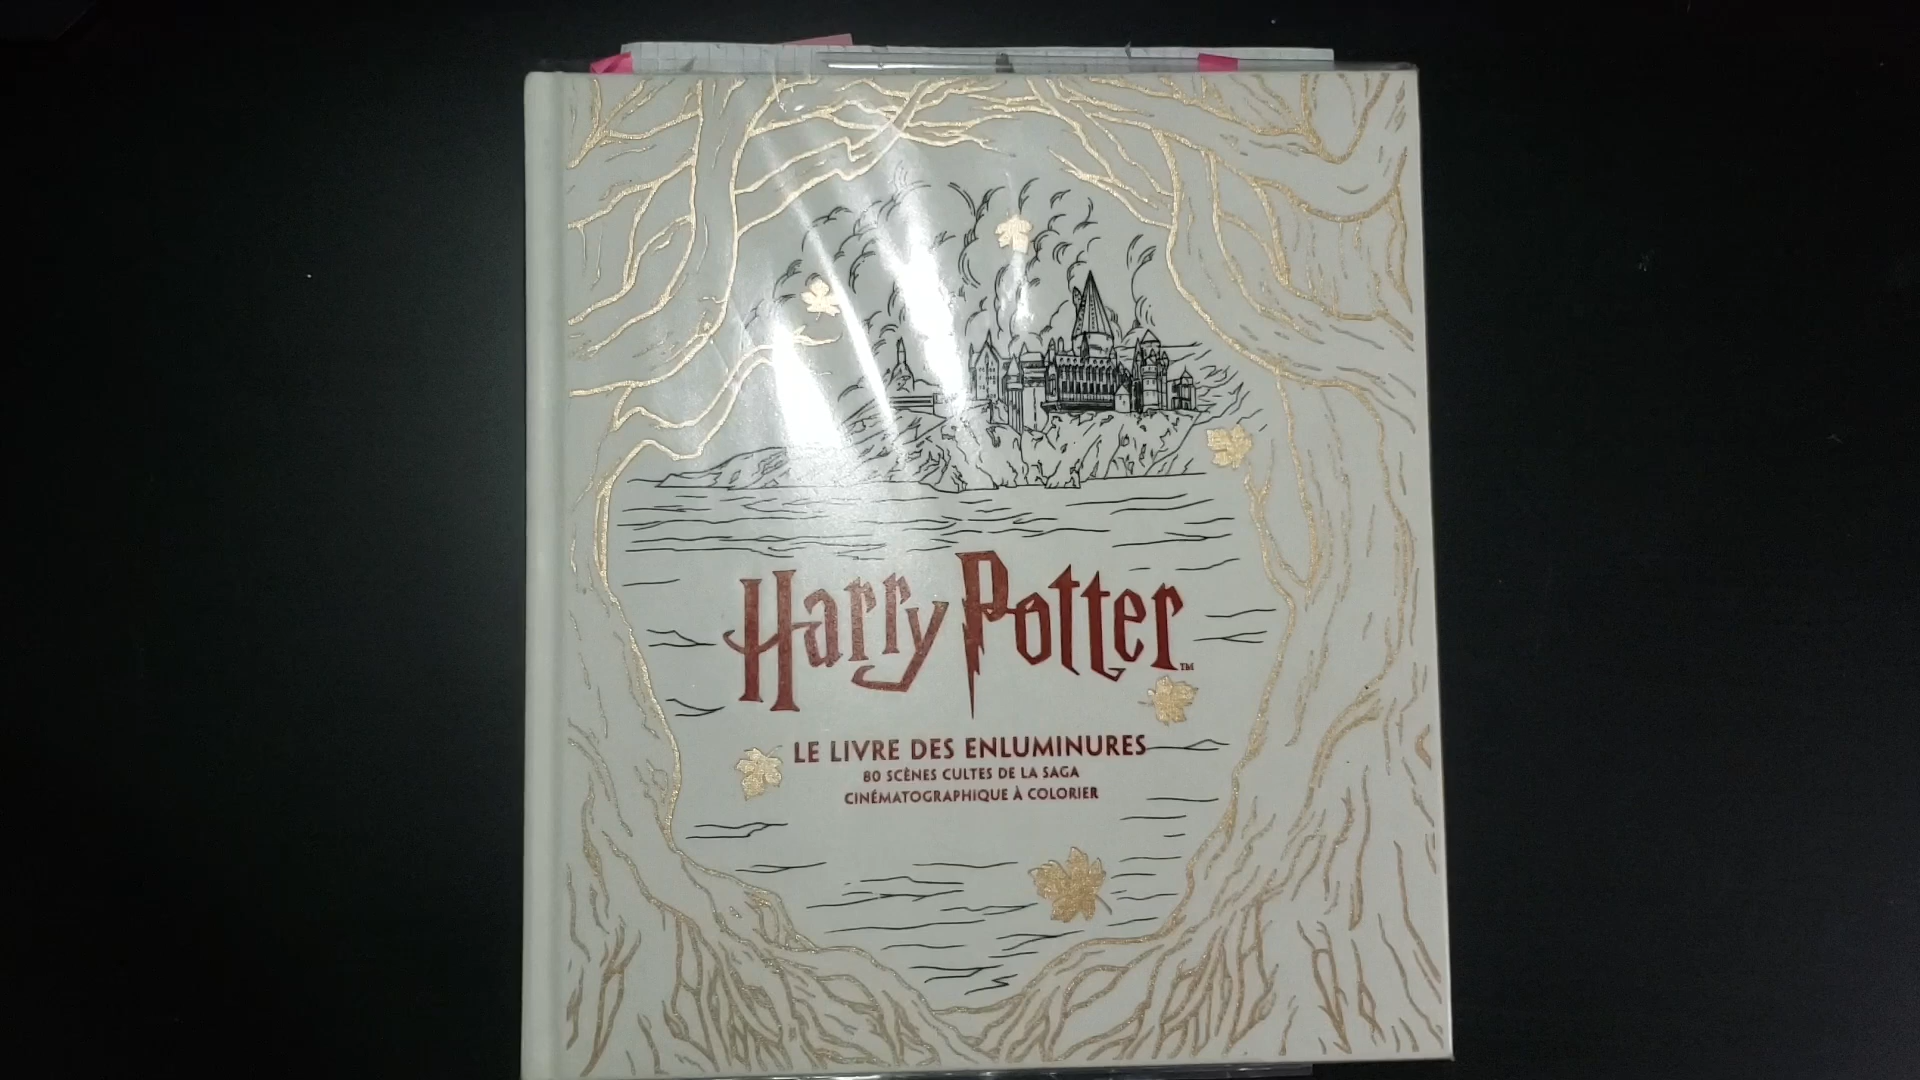 Harry Potter™
LE LIVRE DES ENLUMINURES
80 SCÈNES CULTES DE LA SAGA
CINÉMATOGRAPHIQUE À COLORIER